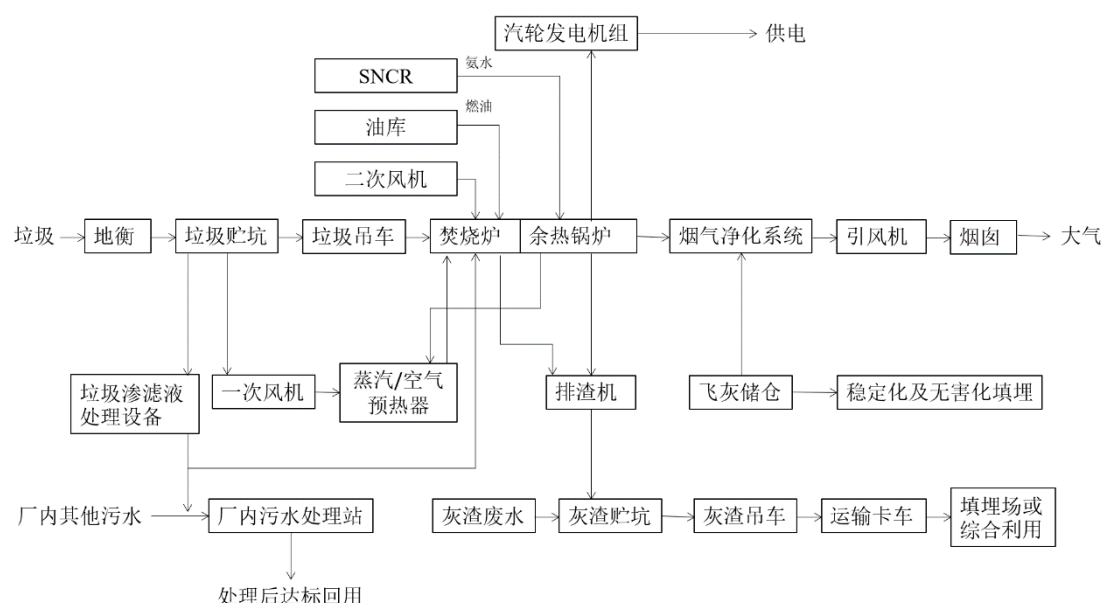 汽轮发电机组
供电
SNCR
氨水
油库
燃油
二次风机
垃圾
地衡
垃圾贮坑
垃圾吊车
焚烧炉
余热锅炉
烟气净化系统
引风机
烟囱
大气
垃圾渗滤液
处理设备
一次风机
蒸汽/空气
预热器
排渣机
飞灰储仓
稳定化及无害化填埋
厂内其他污水
厂内污水处理站
灰渣废水
灰渣贮坑
灰渣吊车
运输卡车
填埋场或
综合利用
处理后达标回用